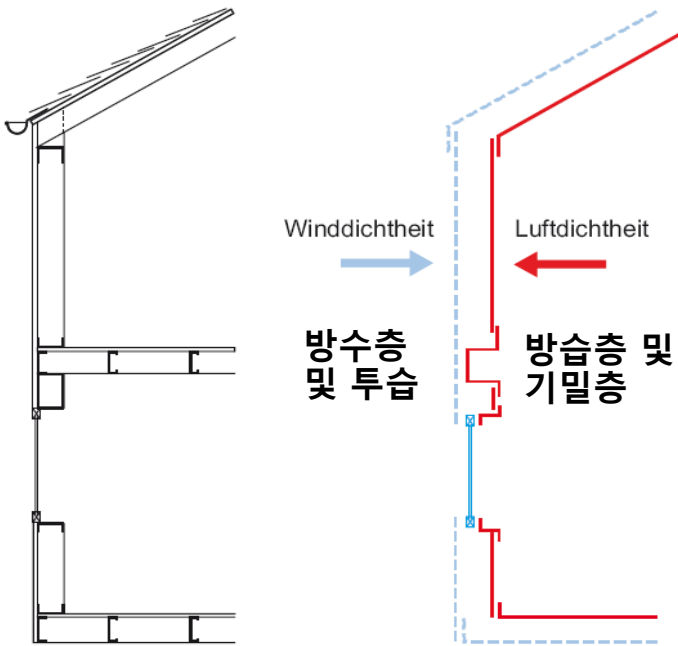 Winddichtheit
Luftdichtheit
방수층
및 투습
방습층 및
기밀층